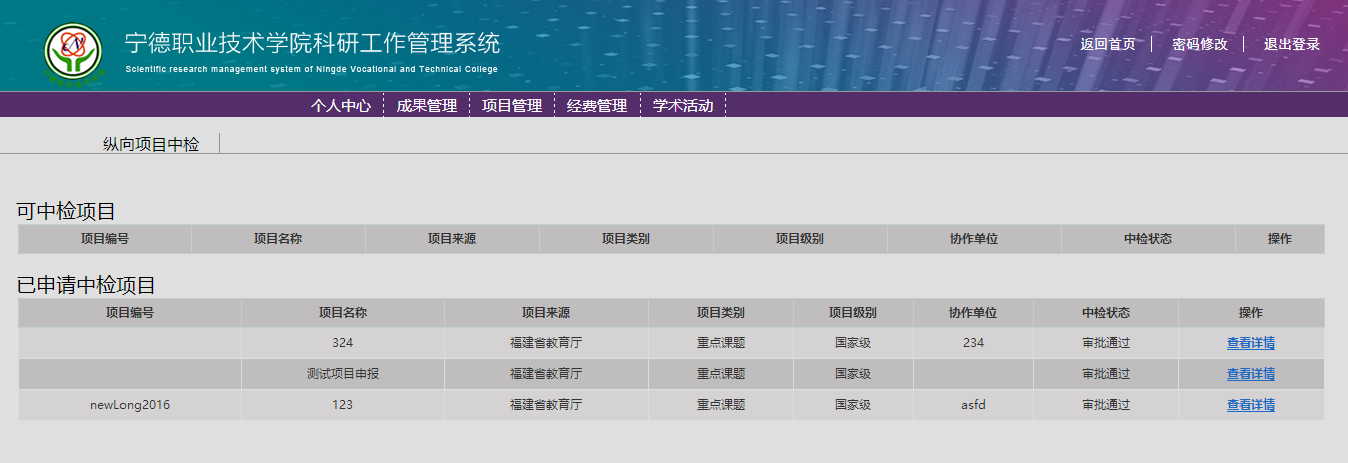 宁德职业技术学院科研工作管理系统
Scientific research management system of Ningde Vocational and Technical College
返回首页 密码修改 退出登录
个人中心 成果管理 项目管理 经费管理 学术活动
纵向项目中检
可中检项目
项目编号 项目名称 项目来源 项目类别 项目级别 协作单位 中检状态 操作
已申请中检项目
项目编号 项目名称 项目来源 项目类别 项目级别 协作单位 中检状态 操作
324 福建省教育厅 重点课题 国家级 234 审批通过 查看详情
测试项目申报 福建省教育厅 重点课题 国家级 审批通过 查看详情
newLong2016 123 福建省教育厅 重点课题 国家级 asfd 审批通过 查看详情